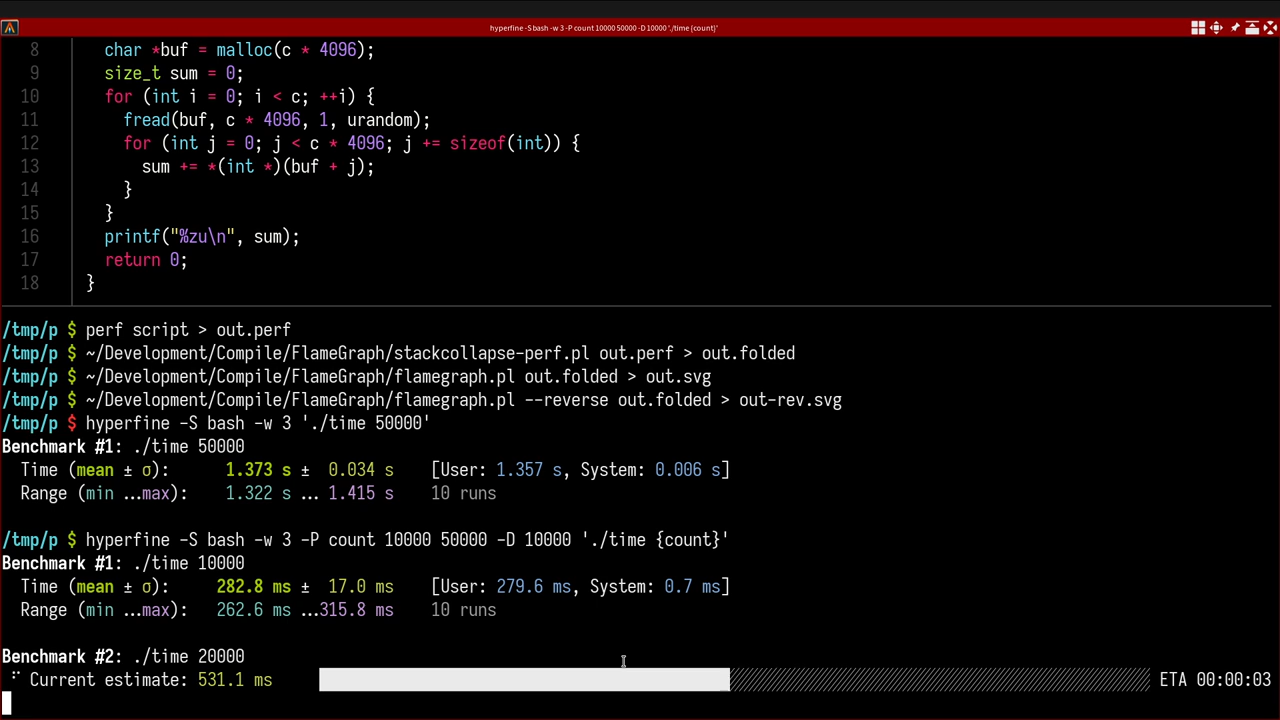 hyperfine -S bash -w 3 -P count 10000 50000 -D 10000 './time {count}'
8 char *buf = malloc(c * 4096);
9 size_t sum = 0;
10 for (int i = 0; i < c; ++i) {
11 fread(buf, c * 4096, 1, urandom);
12 for (int j = 0; j < c * 4096; j += sizeof(int)) {
13 sum += *(int *)(buf + j);
14 }
15 }
16 printf("%zu\n", sum);
17 return 0;
18 }
/tmp/p $ perf script > out.perf
/tmp/p $ ~/Development/Compile/FlameGraph/stackcollapse-perf.pl out.perf > out.folded
/tmp/p $ ~/Development/Compile/FlameGraph/flamegraph.pl out.folded > out.svg
/tmp/p $ ~/Development/Compile/FlameGraph/flamegraph.pl --reverse out.folded > out-rev.svg
/tmp/p $ hyperfine -S bash -w 3 './time 50000'
Benchmark #1: ./time 50000
Time (mean ± σ): 1.373 s ± 0.034 s [User: 1.357 s, System: 0.006 s]
Range (min … max): 1.322 s … 1.415 s 10 runs
/tmp/p $ hyperfine -S bash -w 3 -P count 10000 50000 -D 10000 './time {count}'
Benchmark #1: ./time 10000
Time (mean ± σ): 282.8 ms ± 17.0 ms [User: 279.6 ms, System: 0.7 ms]
Range (min … max): 262.6 ms … 315.8 ms 10 runs
Benchmark #2: ./time 20000
Current estimate: 531.1 ms ETA 00:00:03